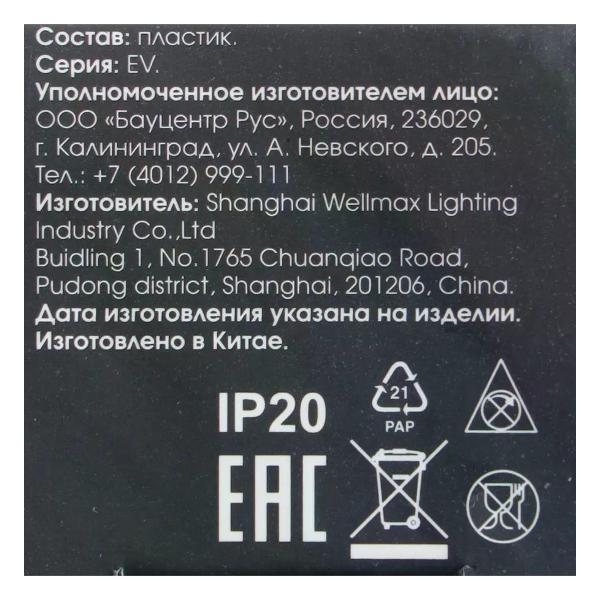 Состав: пластик.
Серия: EV.
Уполномоченное изготовителем лицо:
ООО «Бауцентр Рус», Россия, 236029,
г. Калининград, ул. А. Невского, д. 205.
Тел.: +7 (4012) 999-111
Изготовитель: Shanghai Wellmax Lighting
Industry Co.,Ltd
Buidling 1, No.1765 Chuanqiao Road,
Pudong district, Shanghai, 201206, China.
Дата изготовления указана на изделии.
Изготовлено в Китае.
IP20
21
PAP
EAC